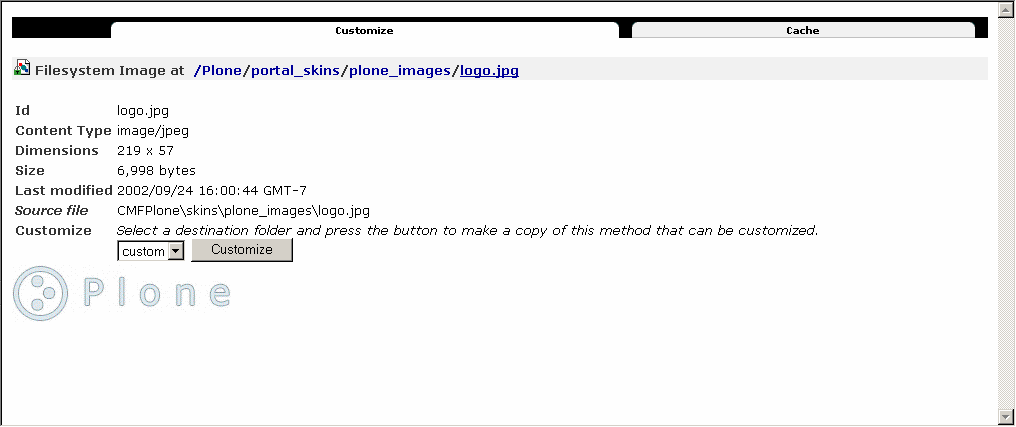 Customize Cache
Filesystem Image at /Plone/portal_skins/plone_images/logo.jpg
Id logo.jpg
Content Type image/jpeg
Dimensions 219 x 57
Size 6,998 bytes
Last modified 2002/09/24 16:00:44 GMT-7
Source file CMFPlone\skins\plone_images\logo.jpg
Customize Select a destination folder and press the button to make a copy of this method that can be customized.
custom Customize
Plone